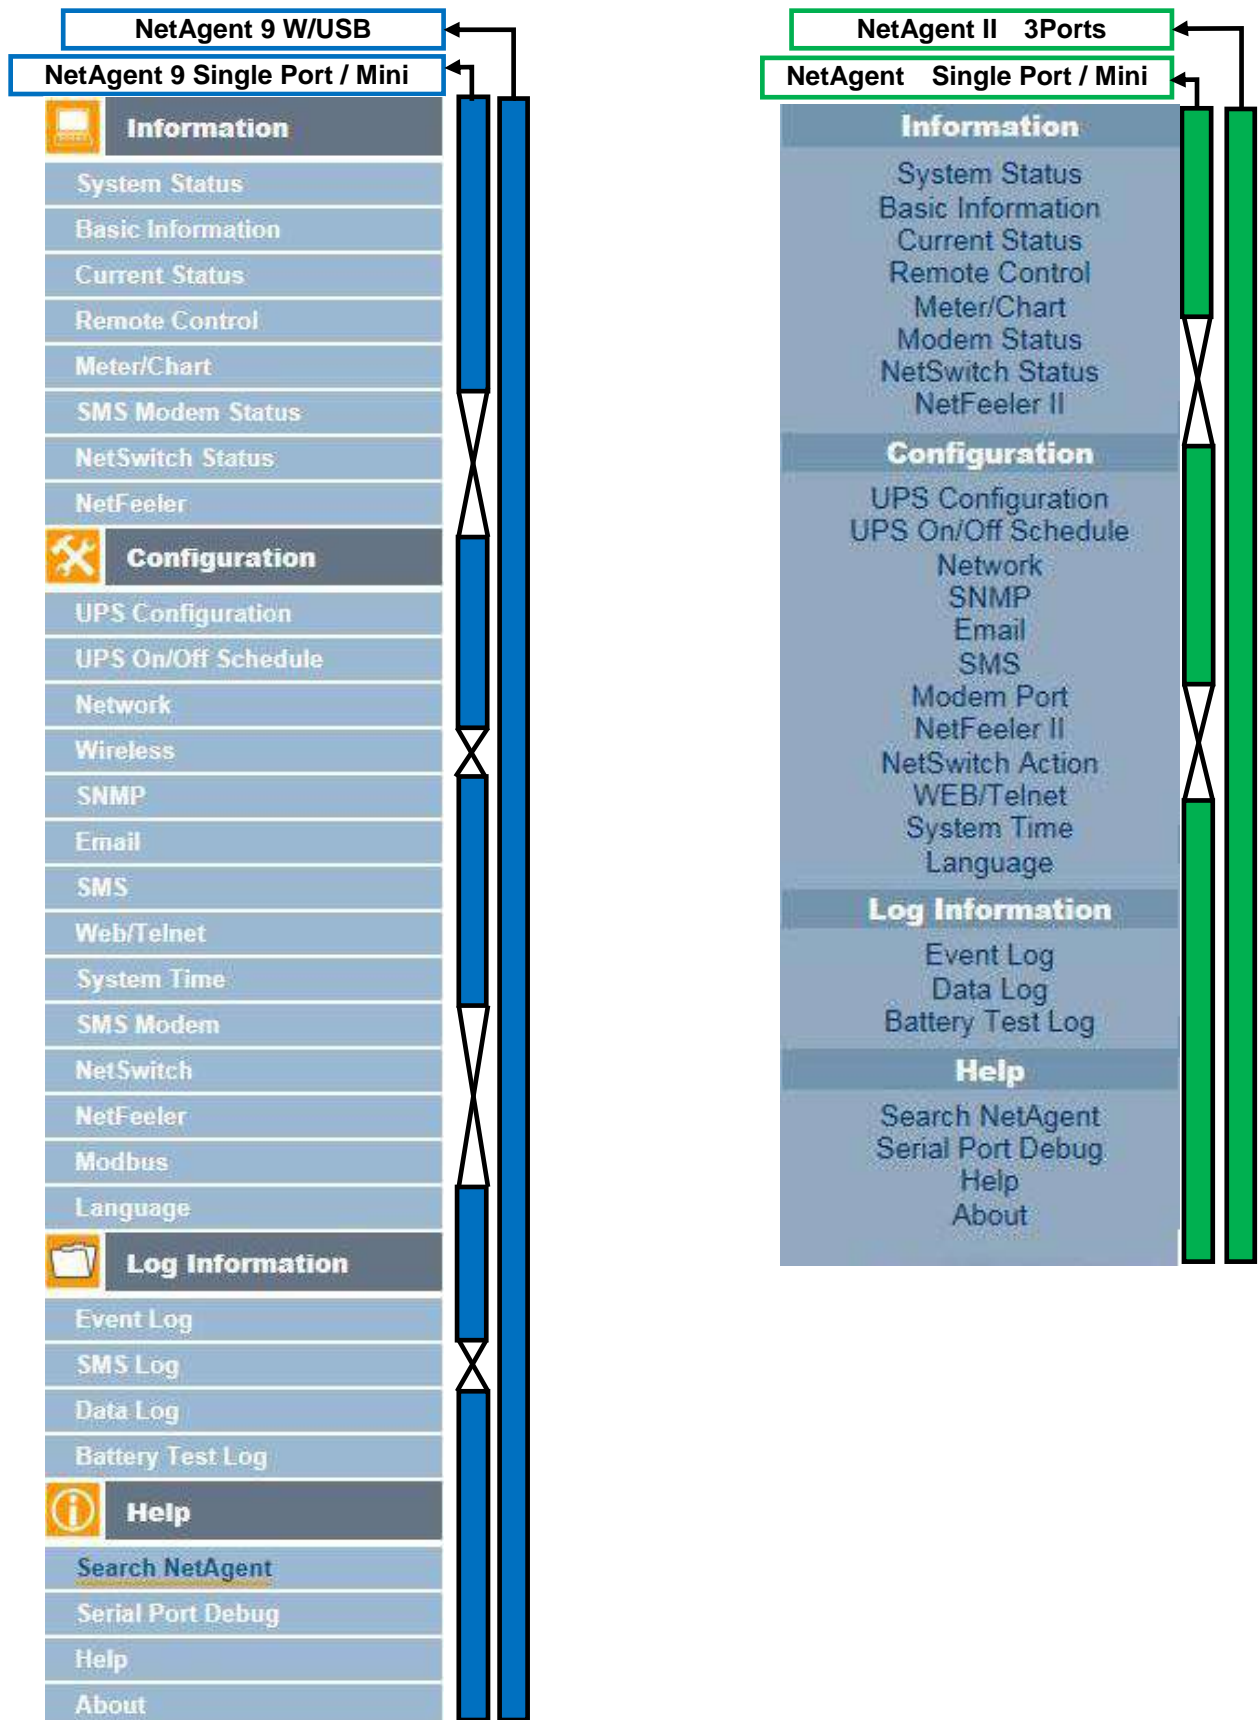 NetAgent 9 W/USB
NetAgent 9 Single Port / Mini
Information
System Status
Basic Information
Current Status
Remote Control
Meter/Chart
SMS Modem Status
NetSwitch Status
NetFeeler
Configuration
UPS Configuration
UPS On/Off Schedule
Network
Wireless
SNMP
Email
SMS
Web/Telnet
System Time
SMS Modem
NetSwitch
NetFeeler
Modbus
Language
Log Information
Event Log
SMS Log
Data Log
Battery Test Log
Help
Search NetAgent
Serial Port Debug
Help
About
NetAgent II 3Ports
NetAgent Single Port / Mini
Information
System Status
Basic Information
Current Status
Remote Control
Meter/Chart
Modem Status
NetSwitch Status
NetFeeler II
Configuration
UPS Configuration
UPS On/Off Schedule
Network
SNMP
Email
SMS
Modem Port
NetFeeler II
NetSwitch Action
WEB/Telnet
System Time
Language
Log Information
Event Log
Data Log
Battery Test Log
Help
Search NetAgent
Serial Port Debug
Help
About